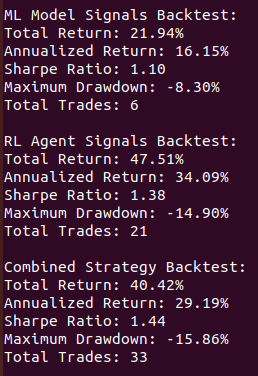 ML Model Signals Backtest:
Total Return: 21.94%
Annualized Return: 16.15%
Sharpe Ratio: 1.10
Maximum Drawdown: -8.30%
Total Trades: 6
RL Agent Signals Backtest:
Total Return: 47.51%
Annualized Return: 34.09%
Sharpe Ratio: 1.38
Maximum Drawdown: -14.90%
Total Trades: 21
Combined Strategy Backtest:
Total Return: 40.42%
Annualized Return: 29.19%
Sharpe Ratio: 1.44
Maximum Drawdown: -15.86%
Total Trades: 33